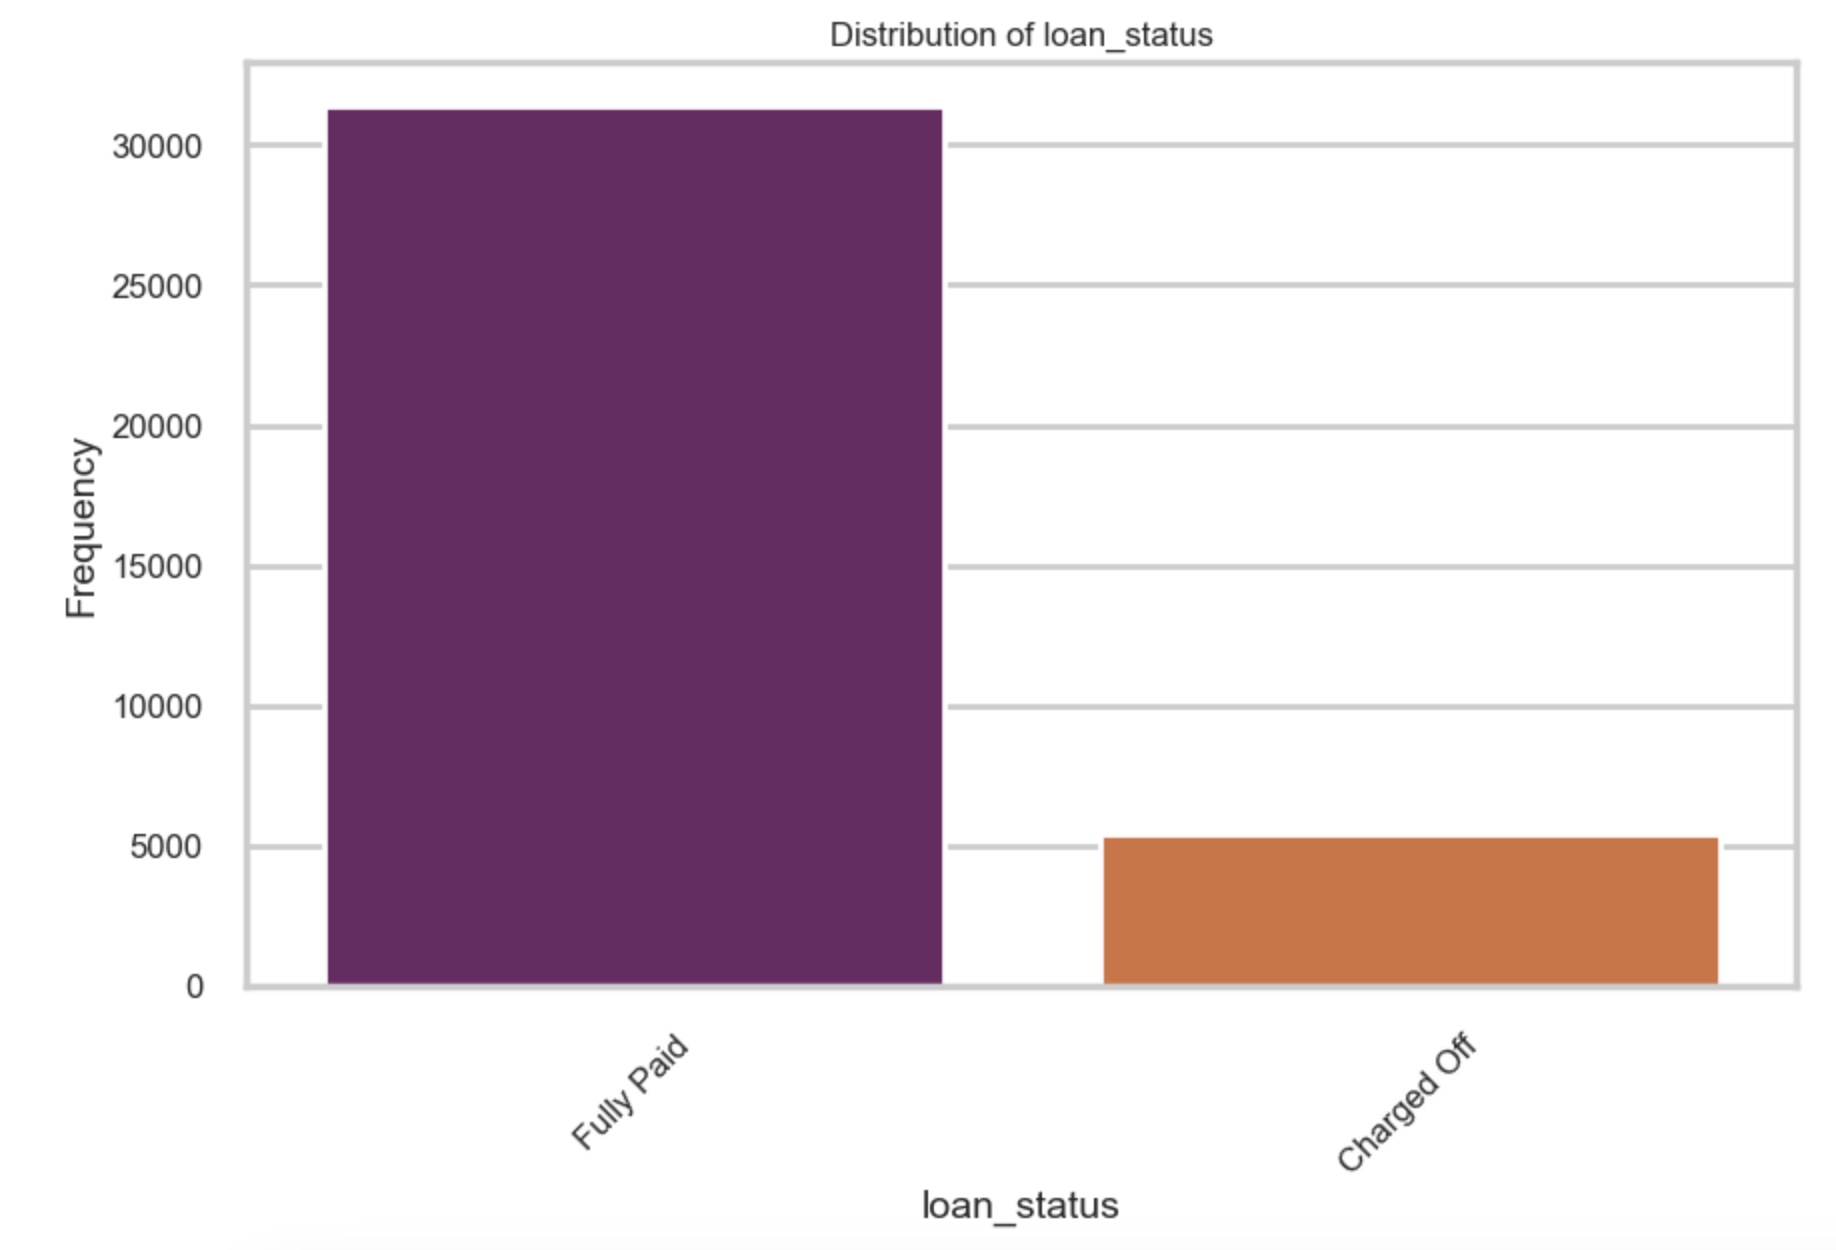 Distribution of loan_status
30000
25000
20000
15000
10000
5000
0
Frequency
Fully Paid
Charged Off
loan_status